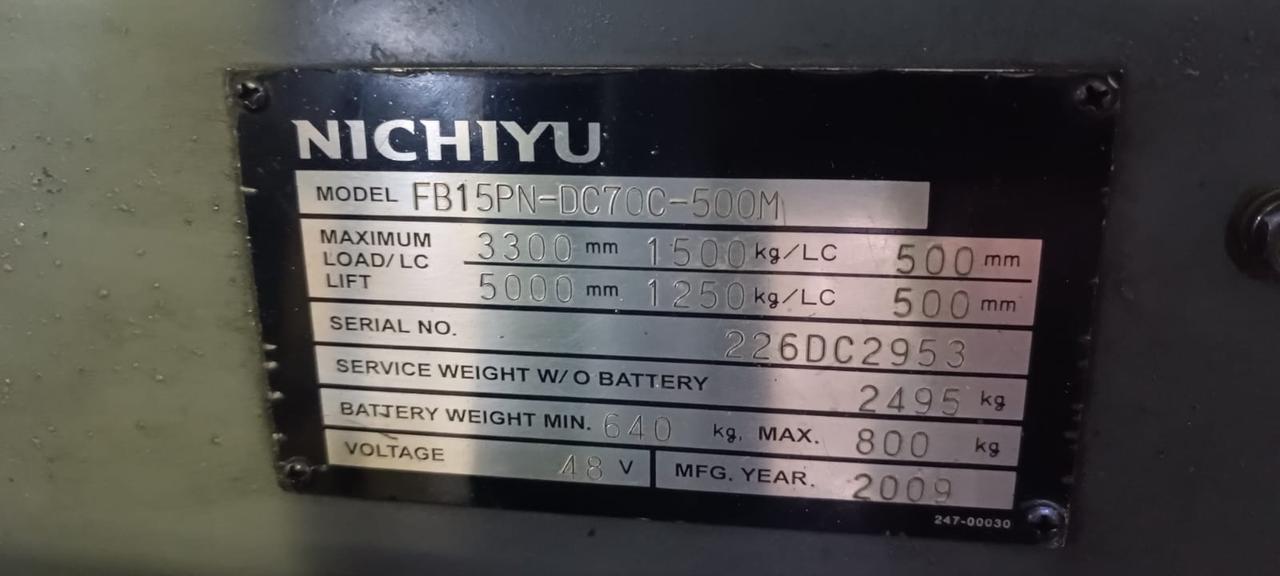 NICHIYU
MODEL FB15PN-DC70C-500M
MAXIMUM LOAD/LC LIFT
3300 mm 1500 kg/LC 500 mm
5000 mm 1250 kg/LC 500 mm
SERIAL NO. 226DC2953
SERVICE WEIGHT W/O BATTERY 2495 kg
BATTERY WEIGHT MIN. 640 kg, MAX. 800 kg
VOLTAGE 48 V MFG. YEAR. 2009
247-00030